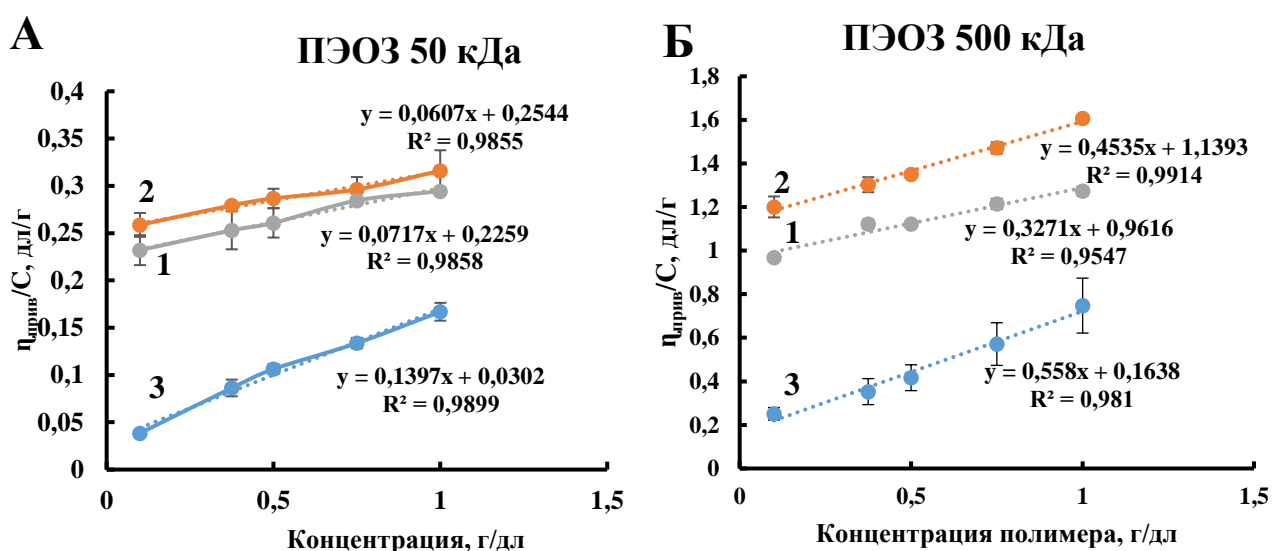 А
ПЭОЗ 50 кДа
ηприв/С, дл/г
0,4
0,35
0,3
0,25
0,2
0,15
0,1
0,05
0
0
0,5
1
1,5
Концентрация, г/дл
2
1
3
y = 0,0607x + 0,2544
R² = 0,9855
y = 0,0717x + 0,2259
R² = 0,9858
y = 0,1397x + 0,0302
R² = 0,9899
Б
ПЭОЗ 500 кДа
ηприв/С, дл/г
1,8
1,6
1,4
1,2
1
0,8
0,6
0,4
0,2
0
0
0,5
1
1,5
Концентрация полимера, г/дл
2
1
3
y = 0,4535x + 1,1393
R² = 0,9914
y = 0,3271x + 0,9616
R² = 0,9547
y = 0,558x + 0,1638
R² = 0,981